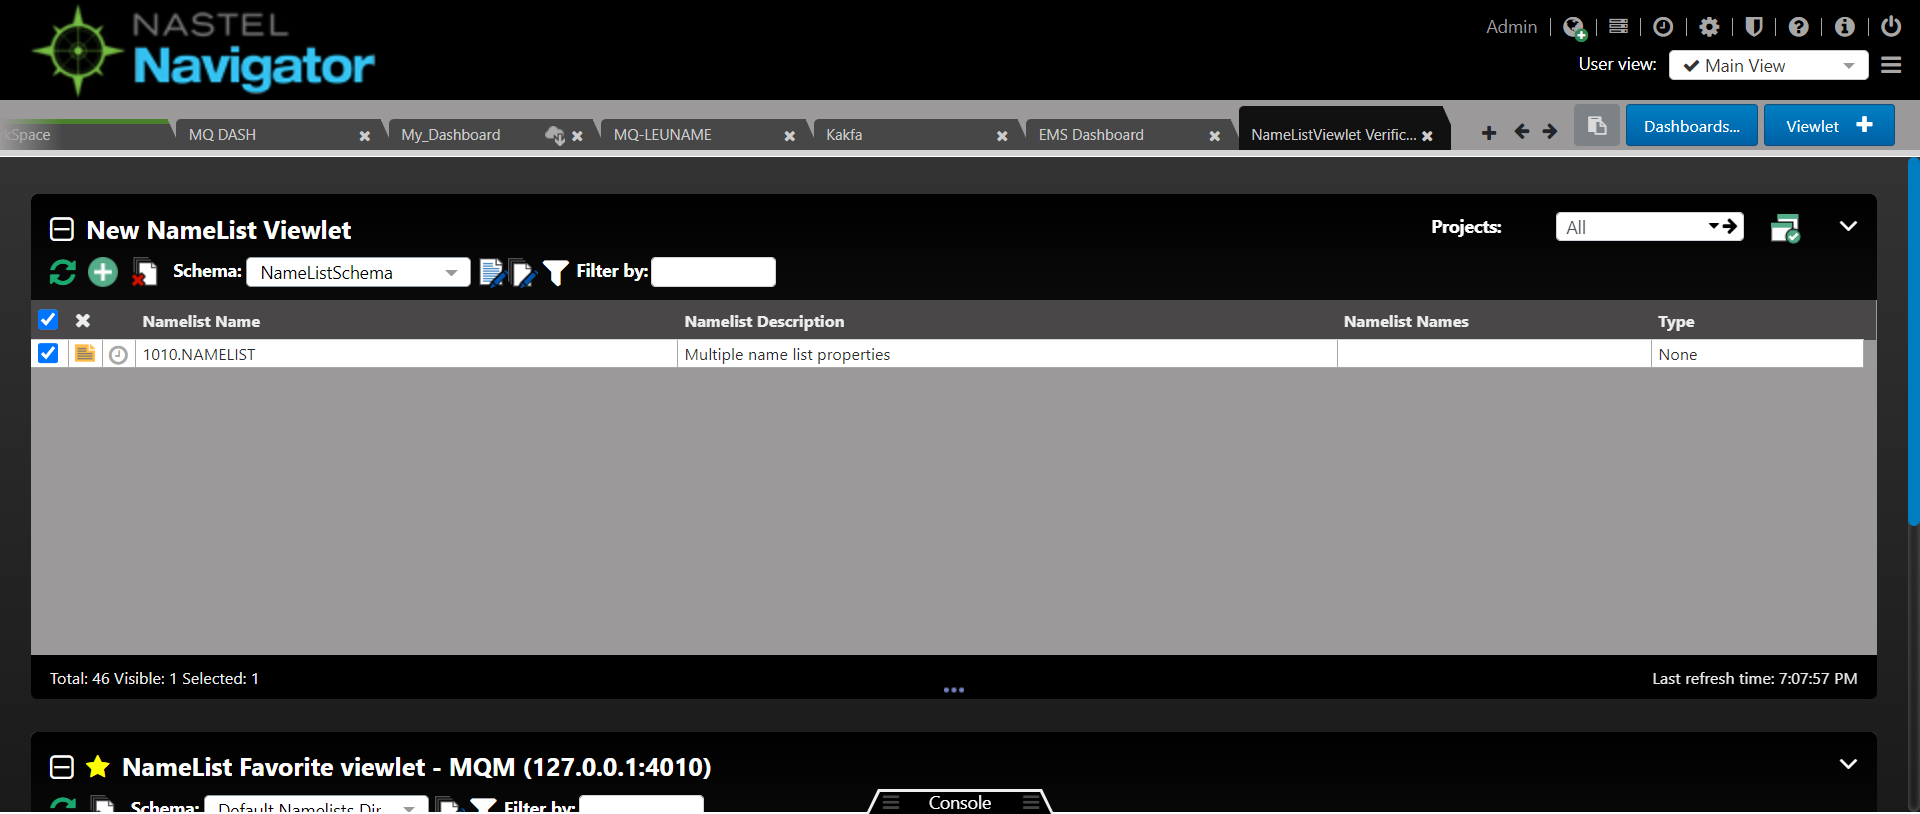 NASTEL
Navigator
Admin
User view:
Main View
kSpace
MQ DASH
My_Dashboard
MQ-LEUNAME
Kakfa
EMS Dashboard
NameListViewlet Verific...
Dashboards...
Viewlet
New NameList Viewlet
Projects:
All
Schema:
NameListSchema
Filter by:
Namelist Name
Namelist Description
Namelist Names
Type
1010.NAMELIST
Multiple name list properties
None
Total: 46 Visible: 1 Selected: 1
Last refresh time: 7:07:57 PM
NameList Favorite viewlet - MQM (127.0.0.1:4010)
Schema:
Default Namelists Dir
Filter by:
Console